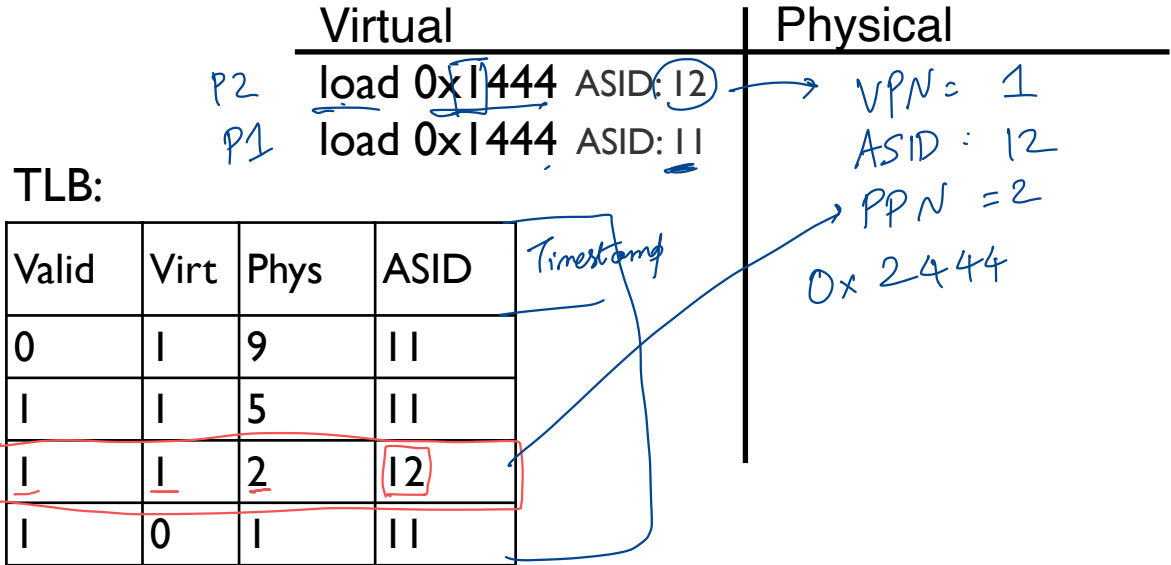 Virtual Physical
P2 load 0x1444 ASID: 12 VPN = 1
P1 load 0x1444 ASID: 11 ASID : 12
TLB: PPN = 2
Valid Virt Phys ASID Timestamp 0x 2444
0 1 9 11
1 1 5 11
1 1 2 12
1 0 1 11